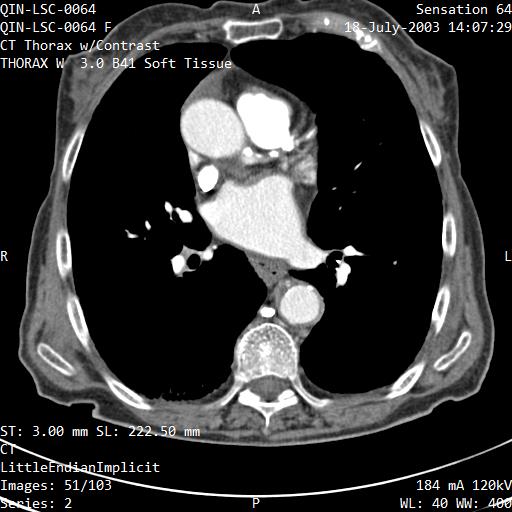 QIN-LSC-0064
A
Sensation 64
QIN-LSC-0064 F
18-July-2003 14:07:29
CT Thorax w/Contrast
THORAX W 3.0 B41 Soft Tissue
R
L
ST: 3.00 mm SL: 222.50 mm
CT
LittleEndianImplicit
Images: 51/103
184 mA 120kV
Series: 2
P
WL: 40 WW: 400